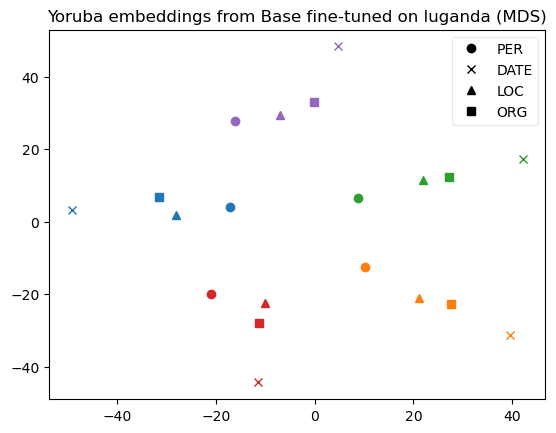 Yoruba embeddings from Base fine-tuned on luganda (MDS)
PER
DATE
LOC
ORG
40
20
0
−20
−40
−40 −20 0 20 40